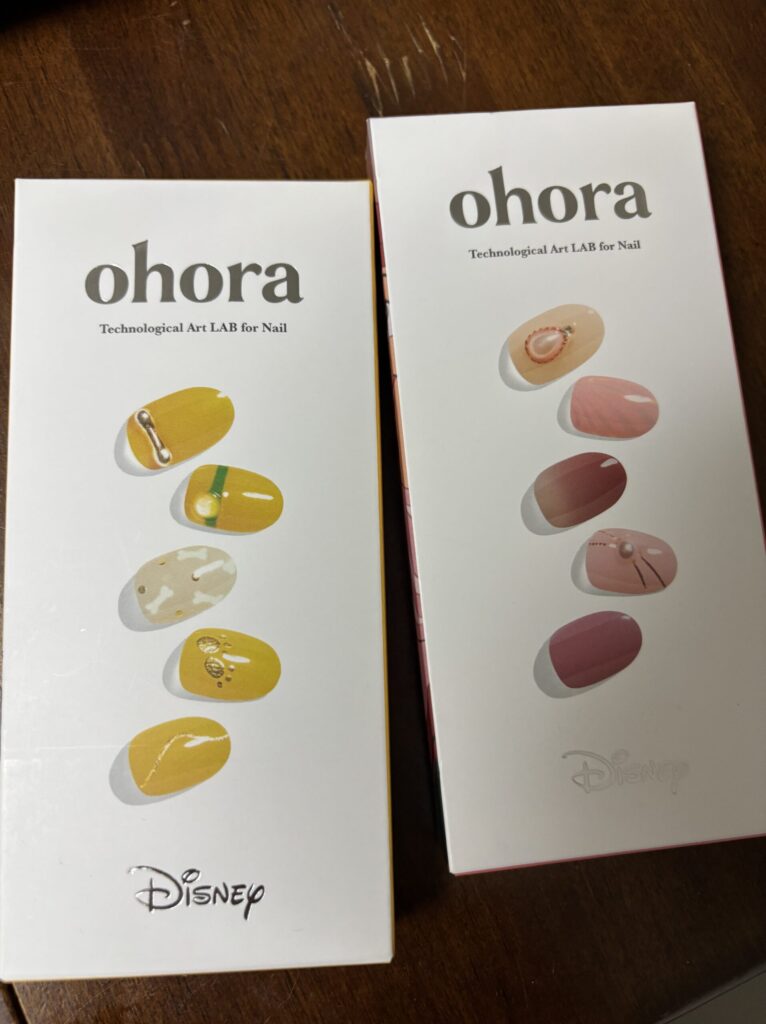 ohora
Technological Art LAB for Nail
Disney
ohora
Technological Art LAB for Nail
Disney